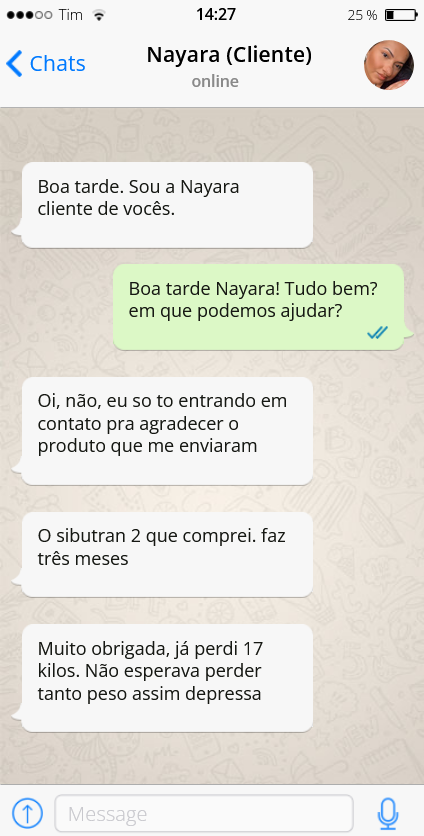 Tim 14:27 25 %
Chats
Nayara (Cliente)
online
Boa tarde. Sou a Nayara
cliente de vocês.
Boa tarde Nayara! Tudo bem?
em que podemos ajudar?
Oi, não, eu so to entrando em
contato pra agradecer o
produto que me enviaram
O sibutran 2 que comprei. faz
três meses
Muito obrigada, já perdi 17
kilos. Não esperava perder
tanto peso assim depressa
Message